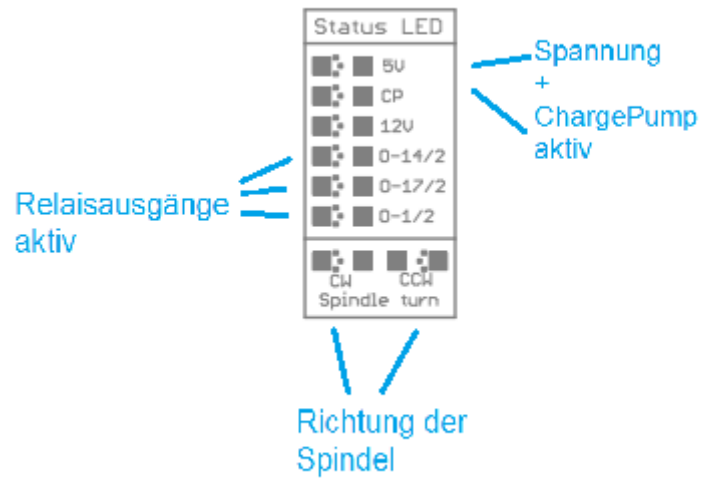 Status LED
5V
CP
12V
O-14/2
O-17/2
O-1/2
CW CCW
Spindle turn
Spannung
+
ChargePump
aktiv
Relaisausgänge
aktiv
Richtung der
Spindel